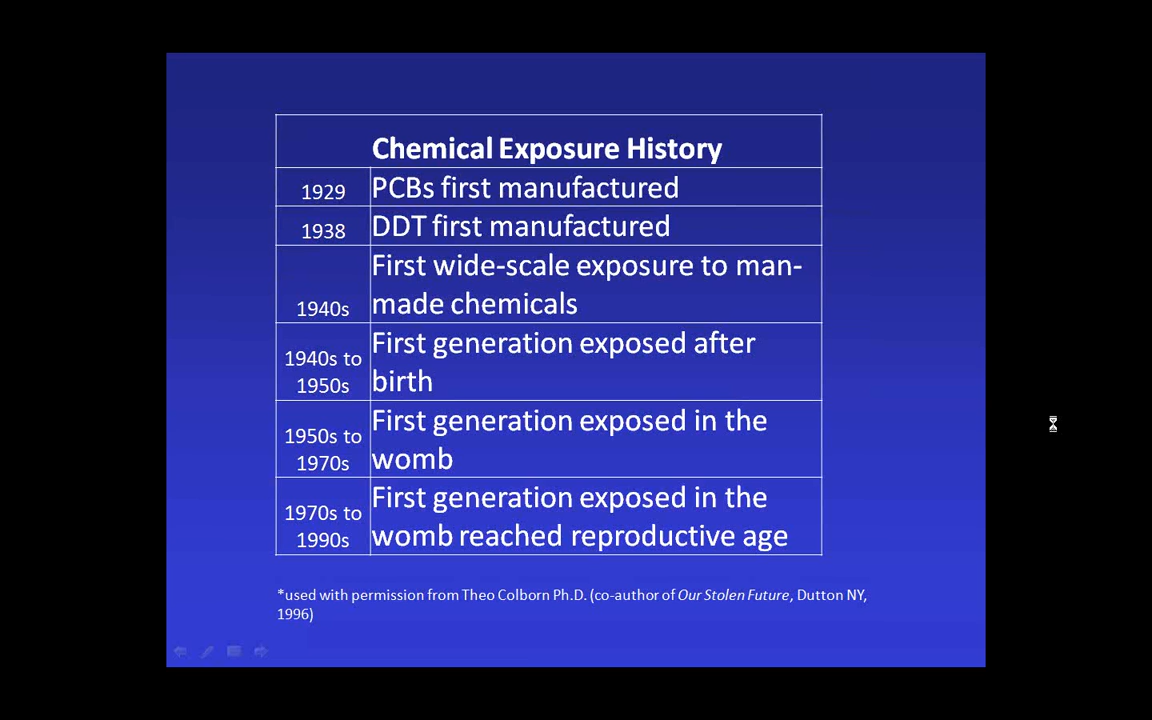 Chemical Exposure History
1929 PCBs first manufactured
1938 DDT first manufactured
First wide-scale exposure to man-
1940s made chemicals
1940s to First generation exposed after
1950s birth
1950s to First generation exposed in the
1970s womb
1970s to First generation exposed in the
1990s womb reached reproductive age
*used with permission from Theo Colborn Ph.D. (co-author of Our Stolen Future, Dutton NY,
1996)